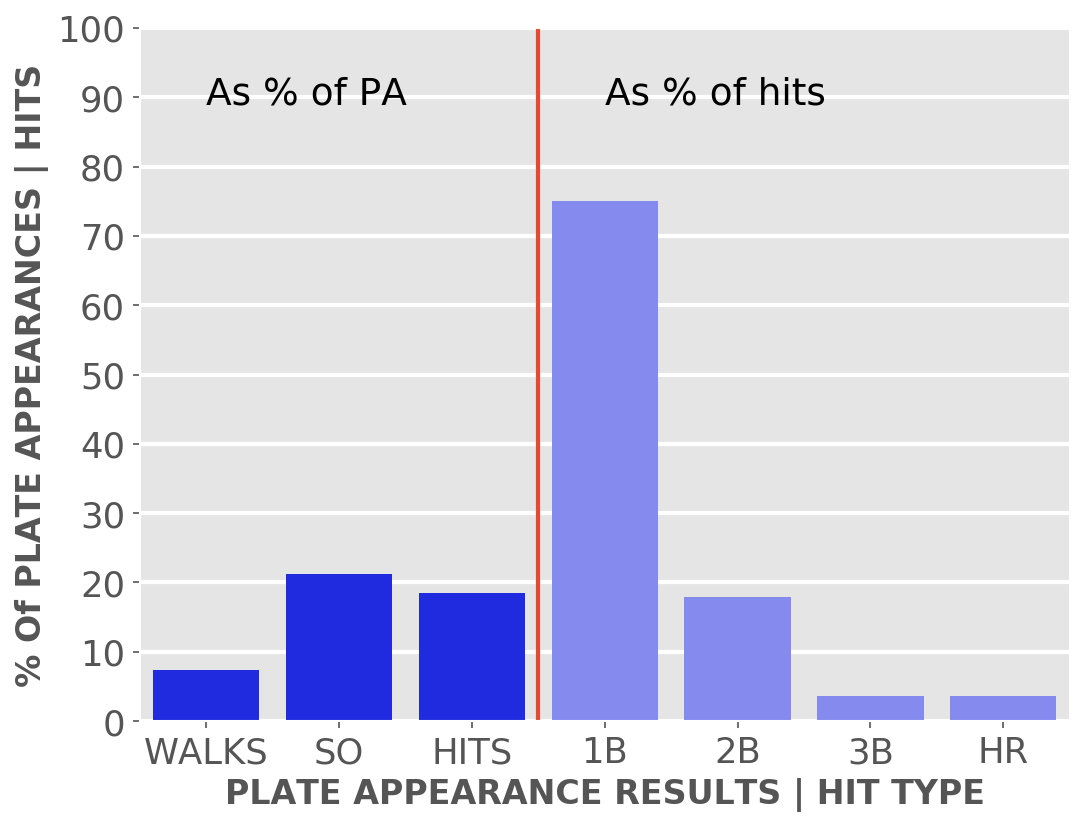 % Of PLATE APPEARANCES | HITS
100
90
80
70
60
50
40
30
20
10
0
As % of PA
As % of hits
WALKS SO HITS 1B 2B 3B HR
PLATE APPEARANCE RESULTS | HIT TYPE